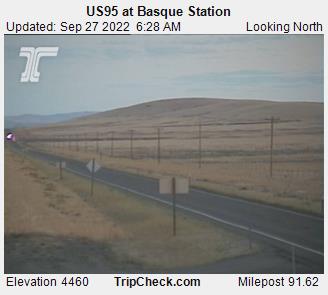 US95 at Basque Station
Updated: Sep 27 2022 6:28 AM Looking North
Elevation 4460 TripCheck.com Milepost 91.62